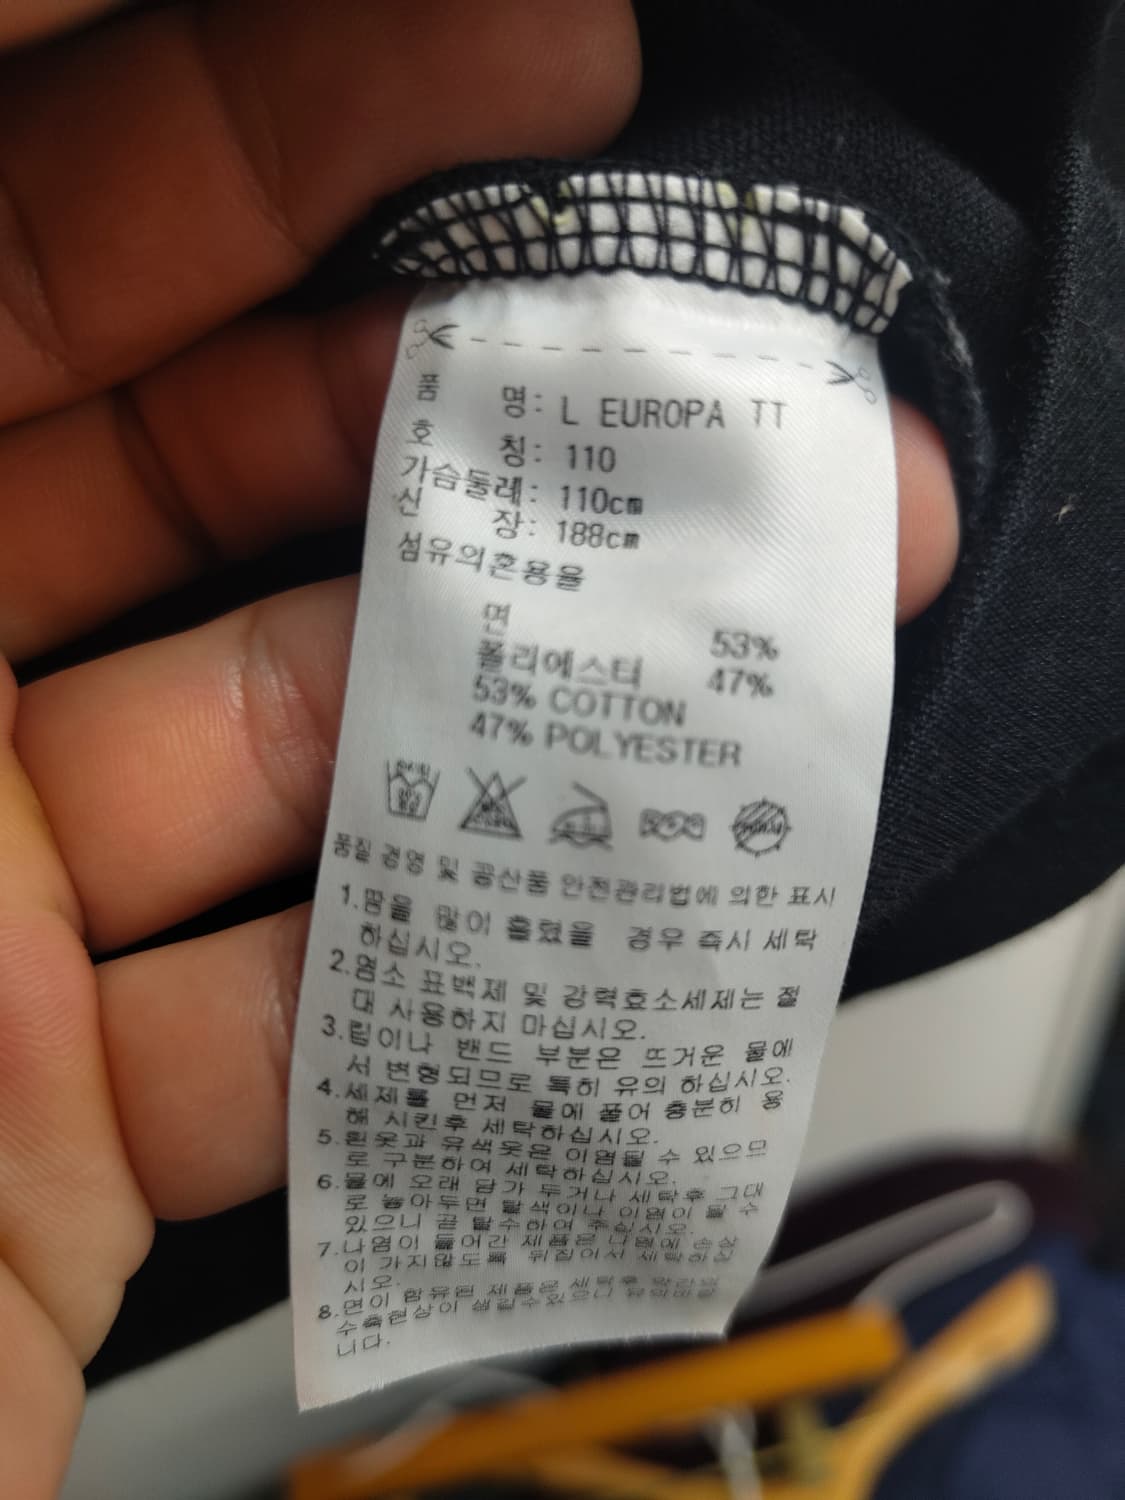 품 명: L EUROPA TT
호 칭: 110
가슴둘레: 110cm
신 장: 188cm
섬유의혼용율
면 53%
폴리에스터 47%
53% COTTON
47% POLYESTER
품질 경영 및 공산품 안전관리법에 의한 표시
1.땀을 많이 흘렸을 경우 즉시 세탁
하십시오.
2.염소 표백제 및 강력효소세제는 절
대 사용하지 마십시오.
3.립이나 밴드 부분은 뜨거운 물에
서 변형되므로 특히 유의 하십시오.
4.세제를 먼저 물에 풀어 충분히 용
해 시킨후 세탁하십시오.
5.흰옷과 유색옷은 이염될 수 있으므
로 구분하여 세탁하십시오.
6.물에 오래 담가 두거나 세탁후 그대
로 놓아두면 탈색이나 이염이 될 수
있으니 곧 탈수하여 주십시오.
7.나염이 들어간 제품은 나염에 손상
이 가지않도록 뒤집어서 세탁하십
시오.
8.면이 함유된 제품은 세탁후 약간의
수축현상이 생길수있으니
니다.